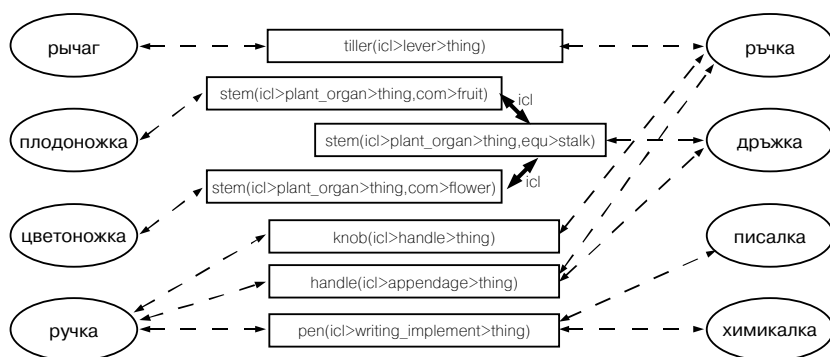 рычаг
tiller(icl>lever>thing)
ръчка
stem(icl>plant_organ>thing,com>fruit)
icl
плодоножка
stem(icl>plant_organ>thing,equ>stalk)
дръжка
icl
stem(icl>plant_organ>thing,com>flower)
цветоножка
knob(icl>handle>thing)
писалка
handle(icl>appendage>thing)
ручка
pen(icl>writing_implement>thing)
химикалка